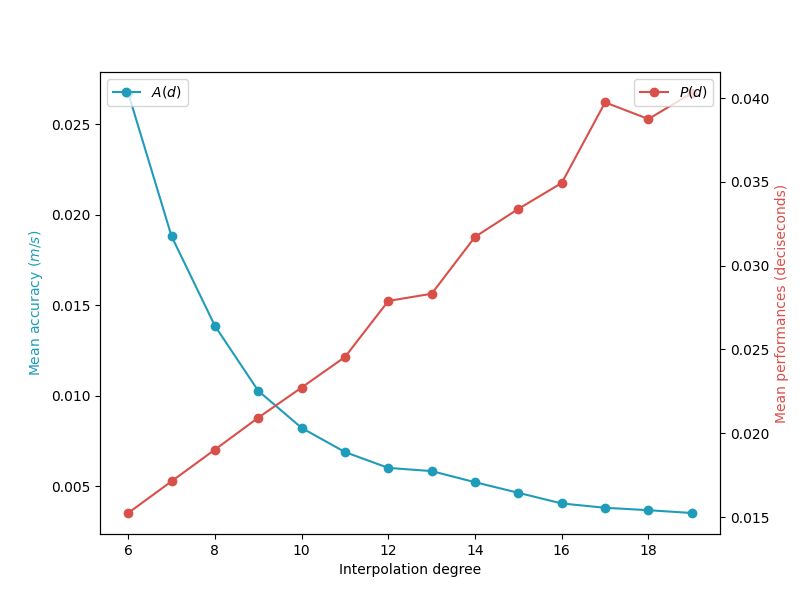 A(d)
P(d)
0.025
0.020
0.015
0.010
0.005
Mean accuracy (m/s)
0.040
0.035
0.030
0.025
0.020
0.015
Mean performances (deciseconds)
6 8 10 12 14 16 18
Interpolation degree